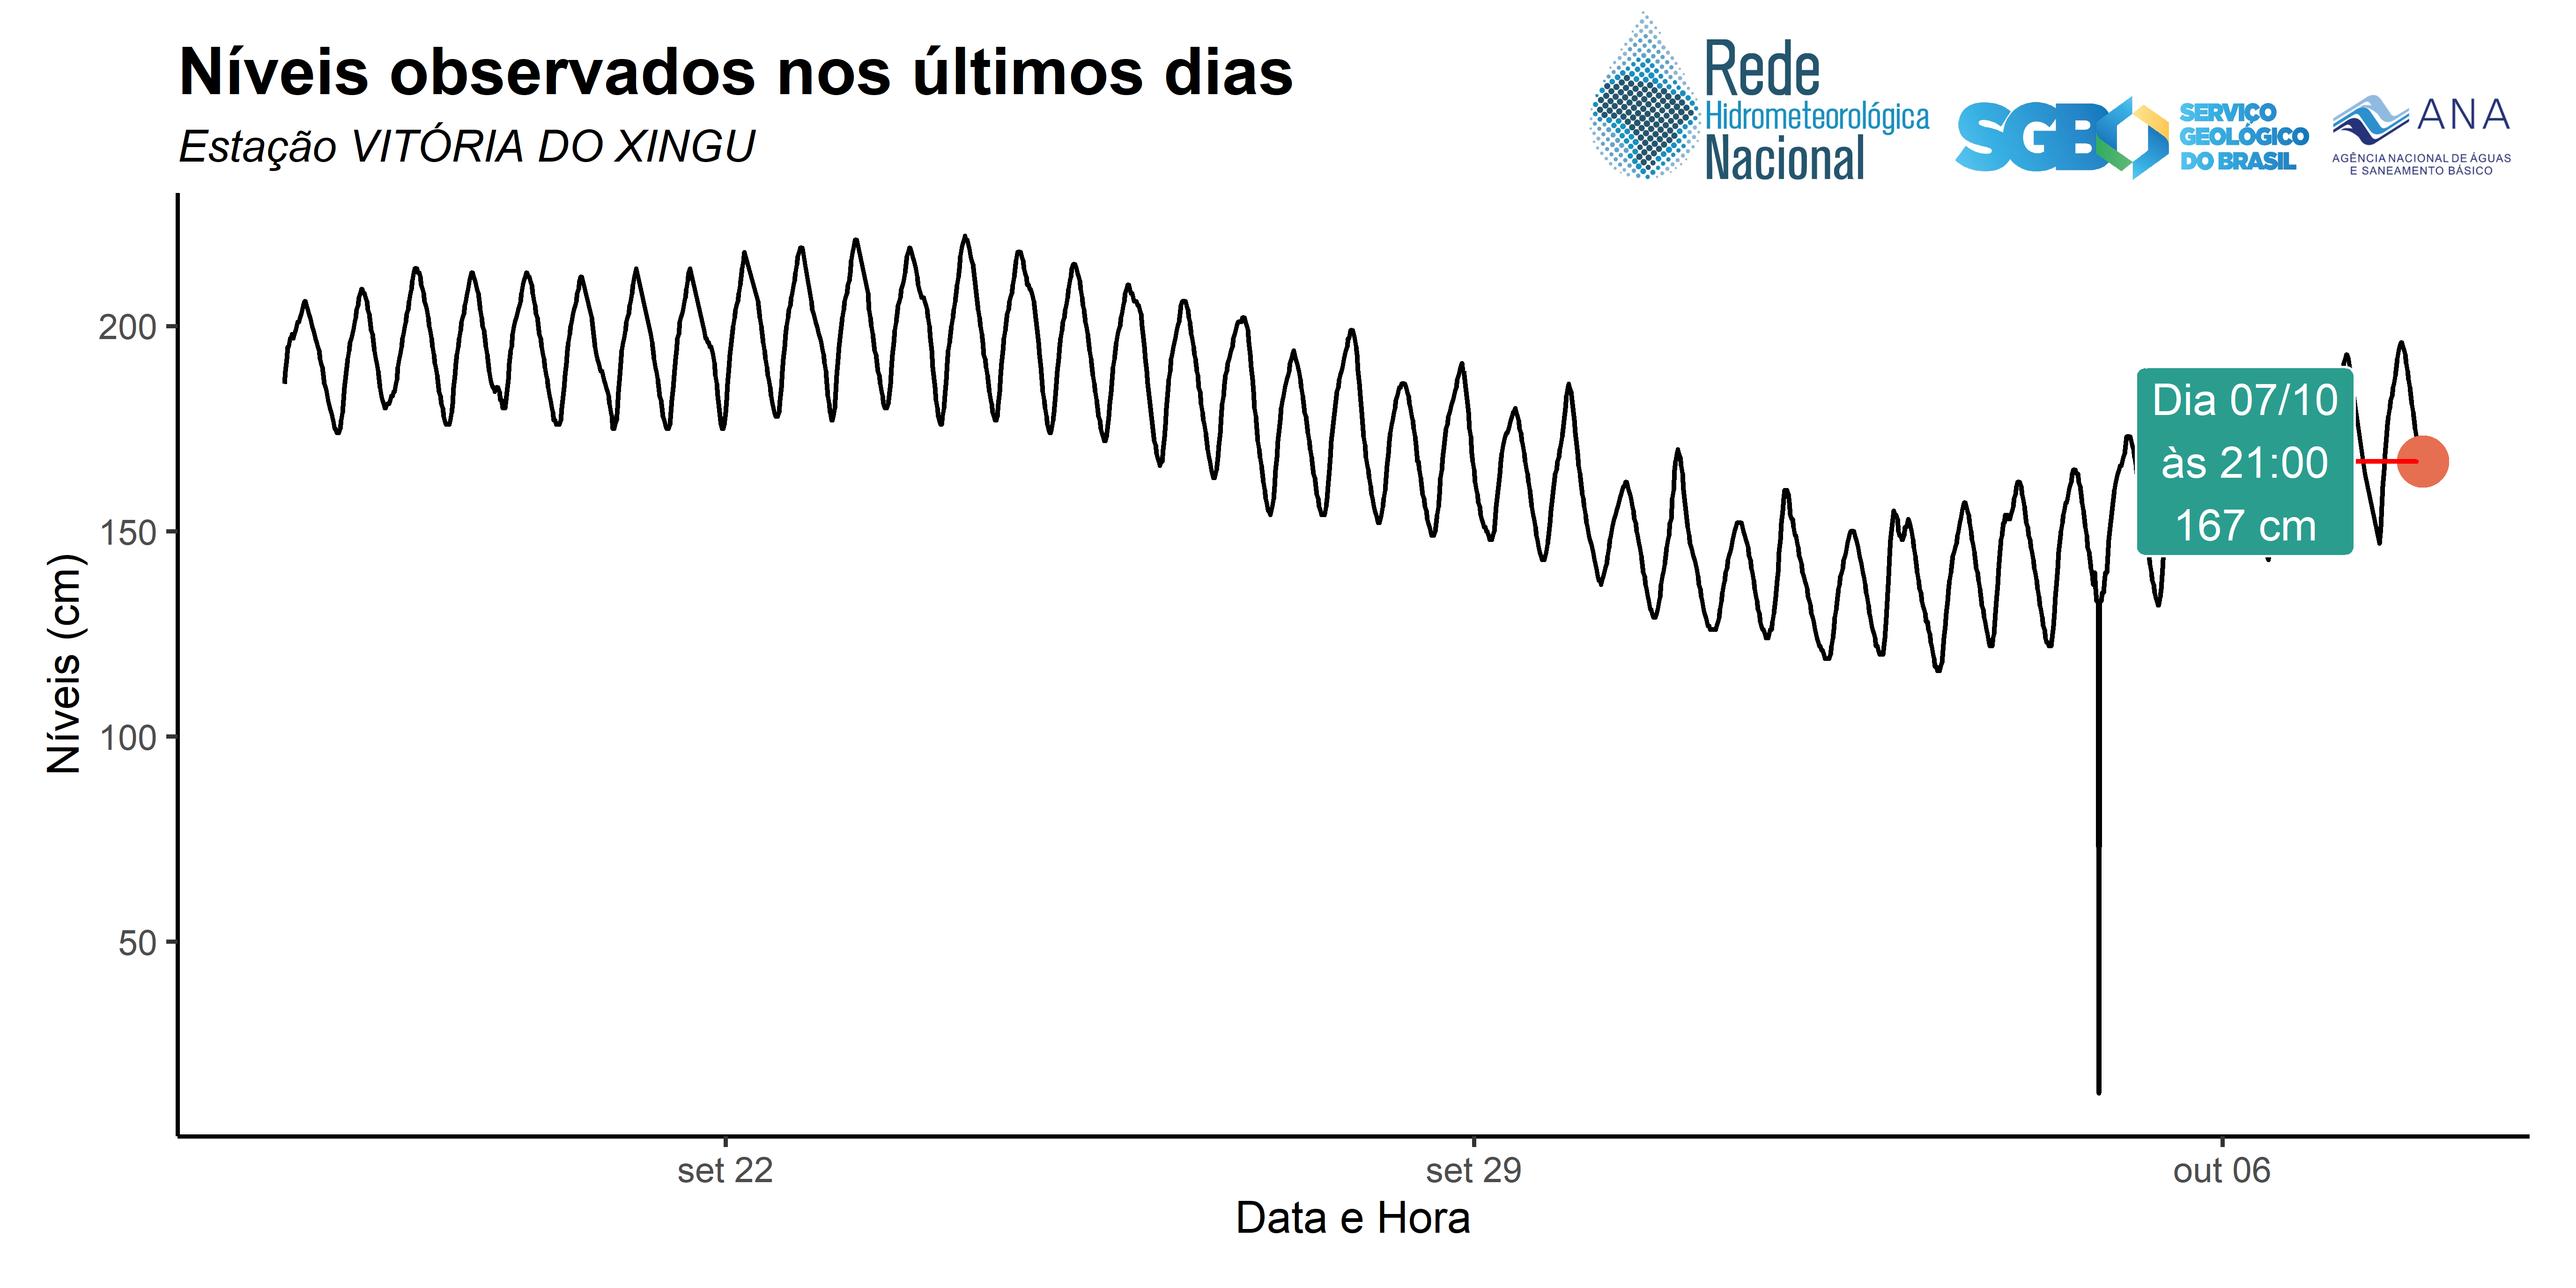 Níveis observados nos últimos dias
Estação VITÓRIA DO XINGU
Rede
Hidrometeorológica
Nacional
SGB
SERVIÇO
GEOLÓGICO
DO BRASIL
ANA
AGÊNCIA NACIONAL DE ÁGUAS
E SANEAMENTO BÁSICO
Níveis (cm)
200
150
100
50
Dia 07/10
às 21:00
167 cm
set 22
set 29
out 06
Data e Hora